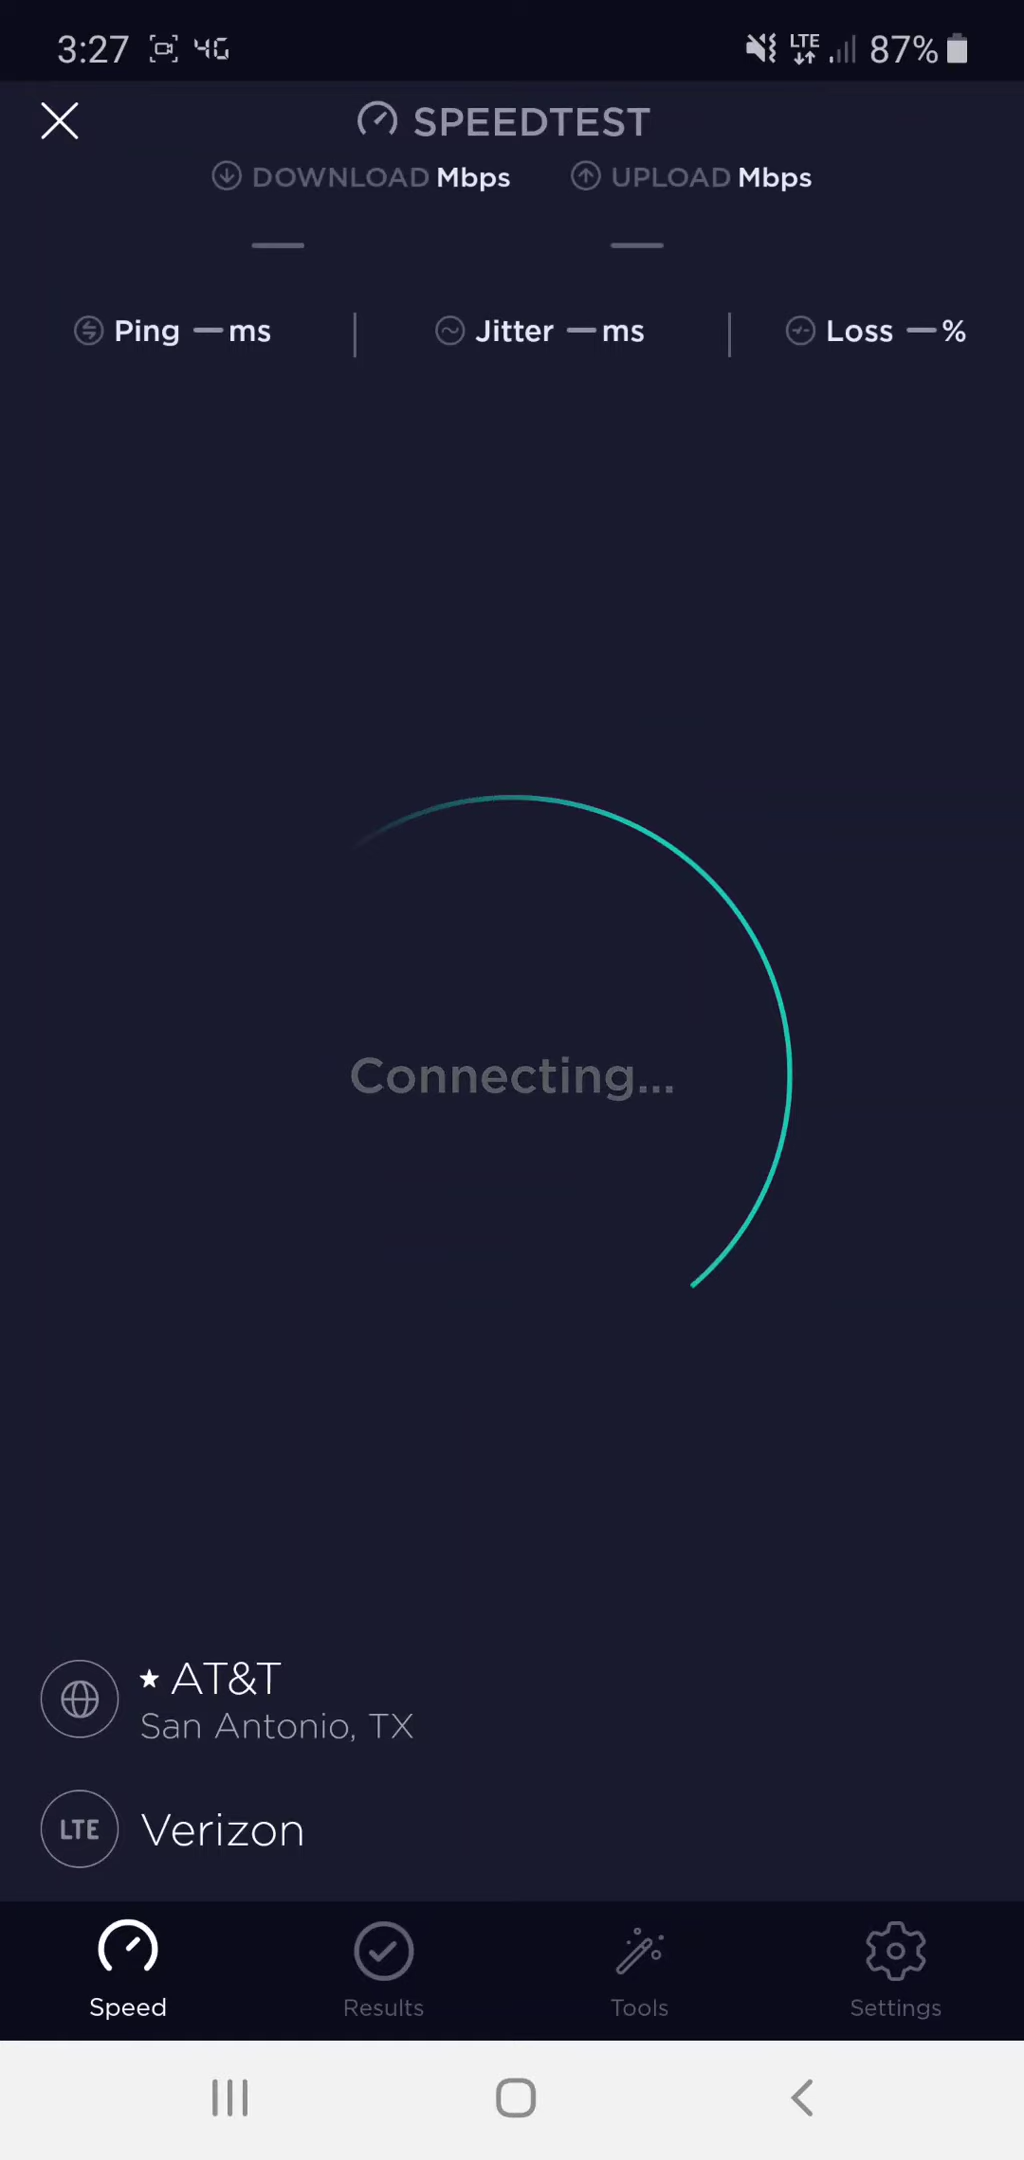 3:27 4G LTE 87%
SPEEDTEST
DOWNLOAD Mbps UPLOAD Mbps
— —
Ping — ms | Jitter — ms | Loss — %
Connecting...
★ AT&T
San Antonio, TX
LTE Verizon
Speed Results Tools Settings